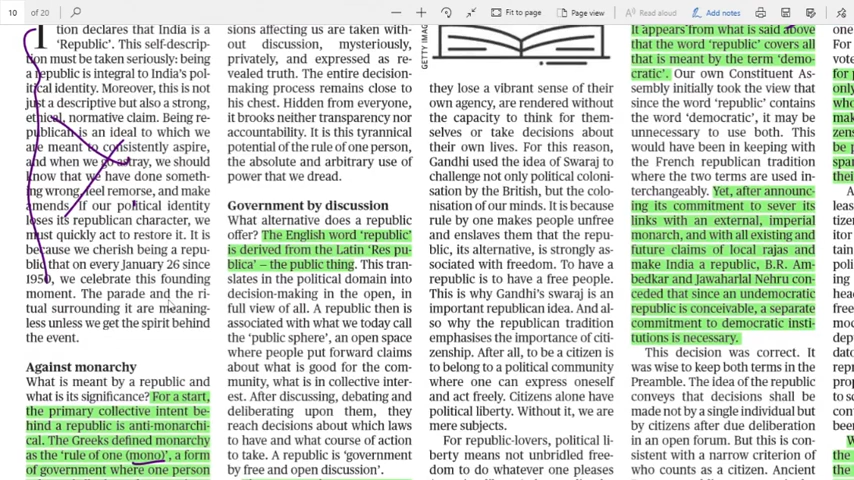 10 of 20
Fit to page
Page view
Read aloud
Add notes
tion declares that India is a
'Republic'. This self-descrip-
tion must be taken seriously: being
a republic is integral to India's pol-
itical identity. Moreover, this is not
just a descriptive but also a strong,
ethical, normative claim. Being re-
publican is an ideal to which we
are meant to consistently aspire,
and when we go astray, we should
know that we have done someth-
ing wrong, feel remorse, and make
amends. If our political identity
loses its republican character, we
must quickly act to restore it. It is
because we cherish being a repu-
blic that on every January 26 since
1950, we celebrate this founding
moment. The parade and the ri-
tual surrounding it are meaning-
less unless we get the spirit behind
the event.
Against monarchy
What is meant by a republic and
what is its significance? For a start,
the primary collective intent be-
hind a republic is anti-monarchi-
cal. The Greeks defined monarchy
as the 'rule of one (mono)', a form
of government where one person
sions affecting us are taken with-
out discussion, mysteriously,
privately, and expressed as re-
vealed truth. The entire decision-
making process remains close to
his chest. Hidden from everyone,
it brooks neither transparency nor
accountability. It is this tyrannical
potential of the rule of one person,
the absolute and arbitrary use of
power that we dread.
Government by discussion
What alternative does a republic
offer? The English word 'republic'
is derived from the Latin 'Res pu-
blica' – the public thing. This tran-
slates in the political domain into
decision-making in the open, in
full view of all. A republic then is
associated with what we today call
the 'public sphere', an open space
where people put forward claims
about what is good for the com-
munity, what is in collective inter-
est. After discussing, debating and
deliberating upon them, they
reach decisions about which laws
to have and what course of action
to take. A republic is 'government
by free and open discussion'.
GETTY IMAG
they lose a vibrant sense of their
own agency, are rendered without
the capacity to think for them-
selves or take decisions about
their own lives. For this reason,
Gandhi used the idea of Swaraj to
challenge not only political coloni-
sation by the British, but the colo-
nisation of our minds. It is because
rule by one makes people unfree
and enslaves them that the repu-
blic, its alternative, is strongly as-
sociated with freedom. To have a
republic is to have a free people.
This is why Gandhi's swaraj is an
important republican idea. And al-
so why the republican tradition
emphasises the importance of citi-
zenship. After all, to be a citizen is
to belong to a political community
where one can express oneself
and act freely. Citizens alone have
political liberty. Without it, we are
mere subjects.
For republic-lovers, political li-
berty means not unbridled free-
dom to do whatever one pleases
It appears from what is said above
that the word 'republic' covers all
that is meant by the term 'demo-
cratic'. Our own Constituent As-
sembly initially took the view that
since the word 'republic' contains
the word 'democratic', it may be
unnecessary to use both. This
would have been in keeping with
the French republican tradition
where the two terms are used in-
terchangeably. Yet, after announc-
ing its commitment to sever its
links with an external, imperial
monarch, and with all existing and
future claims of local rajas and
make India a republic, B.R. Am-
bedkar and Jawaharlal Nehru con-
ceded that since an undemocratic
republic is conceivable, a separate
commitment to democratic insti-
tutions is necessary.
This decision was correct. It
was wise to keep both terms in the
Preamble. The idea of the republic
conveys that decisions shall be
made not by a single individual but
by citizens after due deliberation
in an open forum. But this is con-
sistent with a narrow criterion of
who counts as a citizen. Ancient